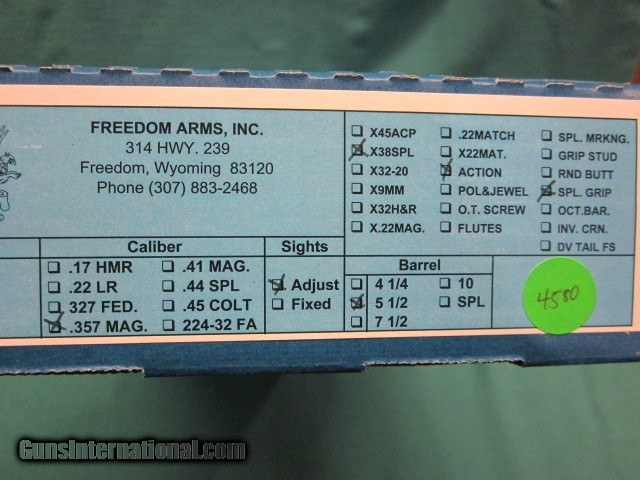 FREEDOM ARMS, INC.
314 HWY. 239
Freedom, Wyoming 83120
Phone (307) 883-2468
X45ACP
X38SPL
X32-20
X9MM
X32H&R
X.22MAG.
.22MATCH
X22MAT.
ACTION
POL&JEWEL
O.T. SCREW
FLUTES
SPL. MRKNG.
GRIP STUD
RND BUTT
SPL. GRIP
OCT.BAR.
INV. CRN.
DV TAIL FS
Caliber
.17 HMR
.22 LR
327 FED.
.357 MAG.
.41 MAG.
.44 SPL
.45 COLT
224-32 FA
Sights
Adjust
Fixed
Barrel
4 1/4
5 1/2
7 1/2
10
SPL
4580
GunsInternational.com